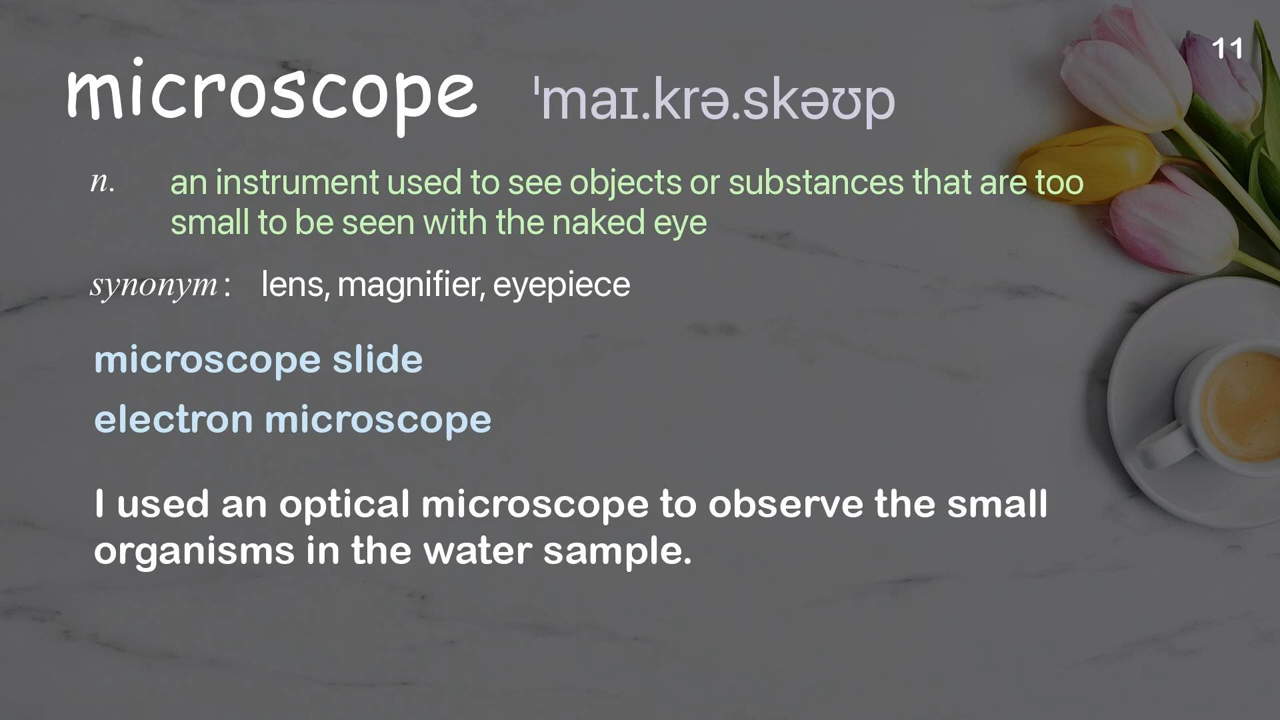 11
microscope ˈmaɪ.krə.skəʊp
n. an instrument used to see objects or substances that are too
small to be seen with the naked eye
synonym: lens, magnifier, eyepiece
microscope slide
electron microscope
I used an optical microscope to observe the small
organisms in the water sample.